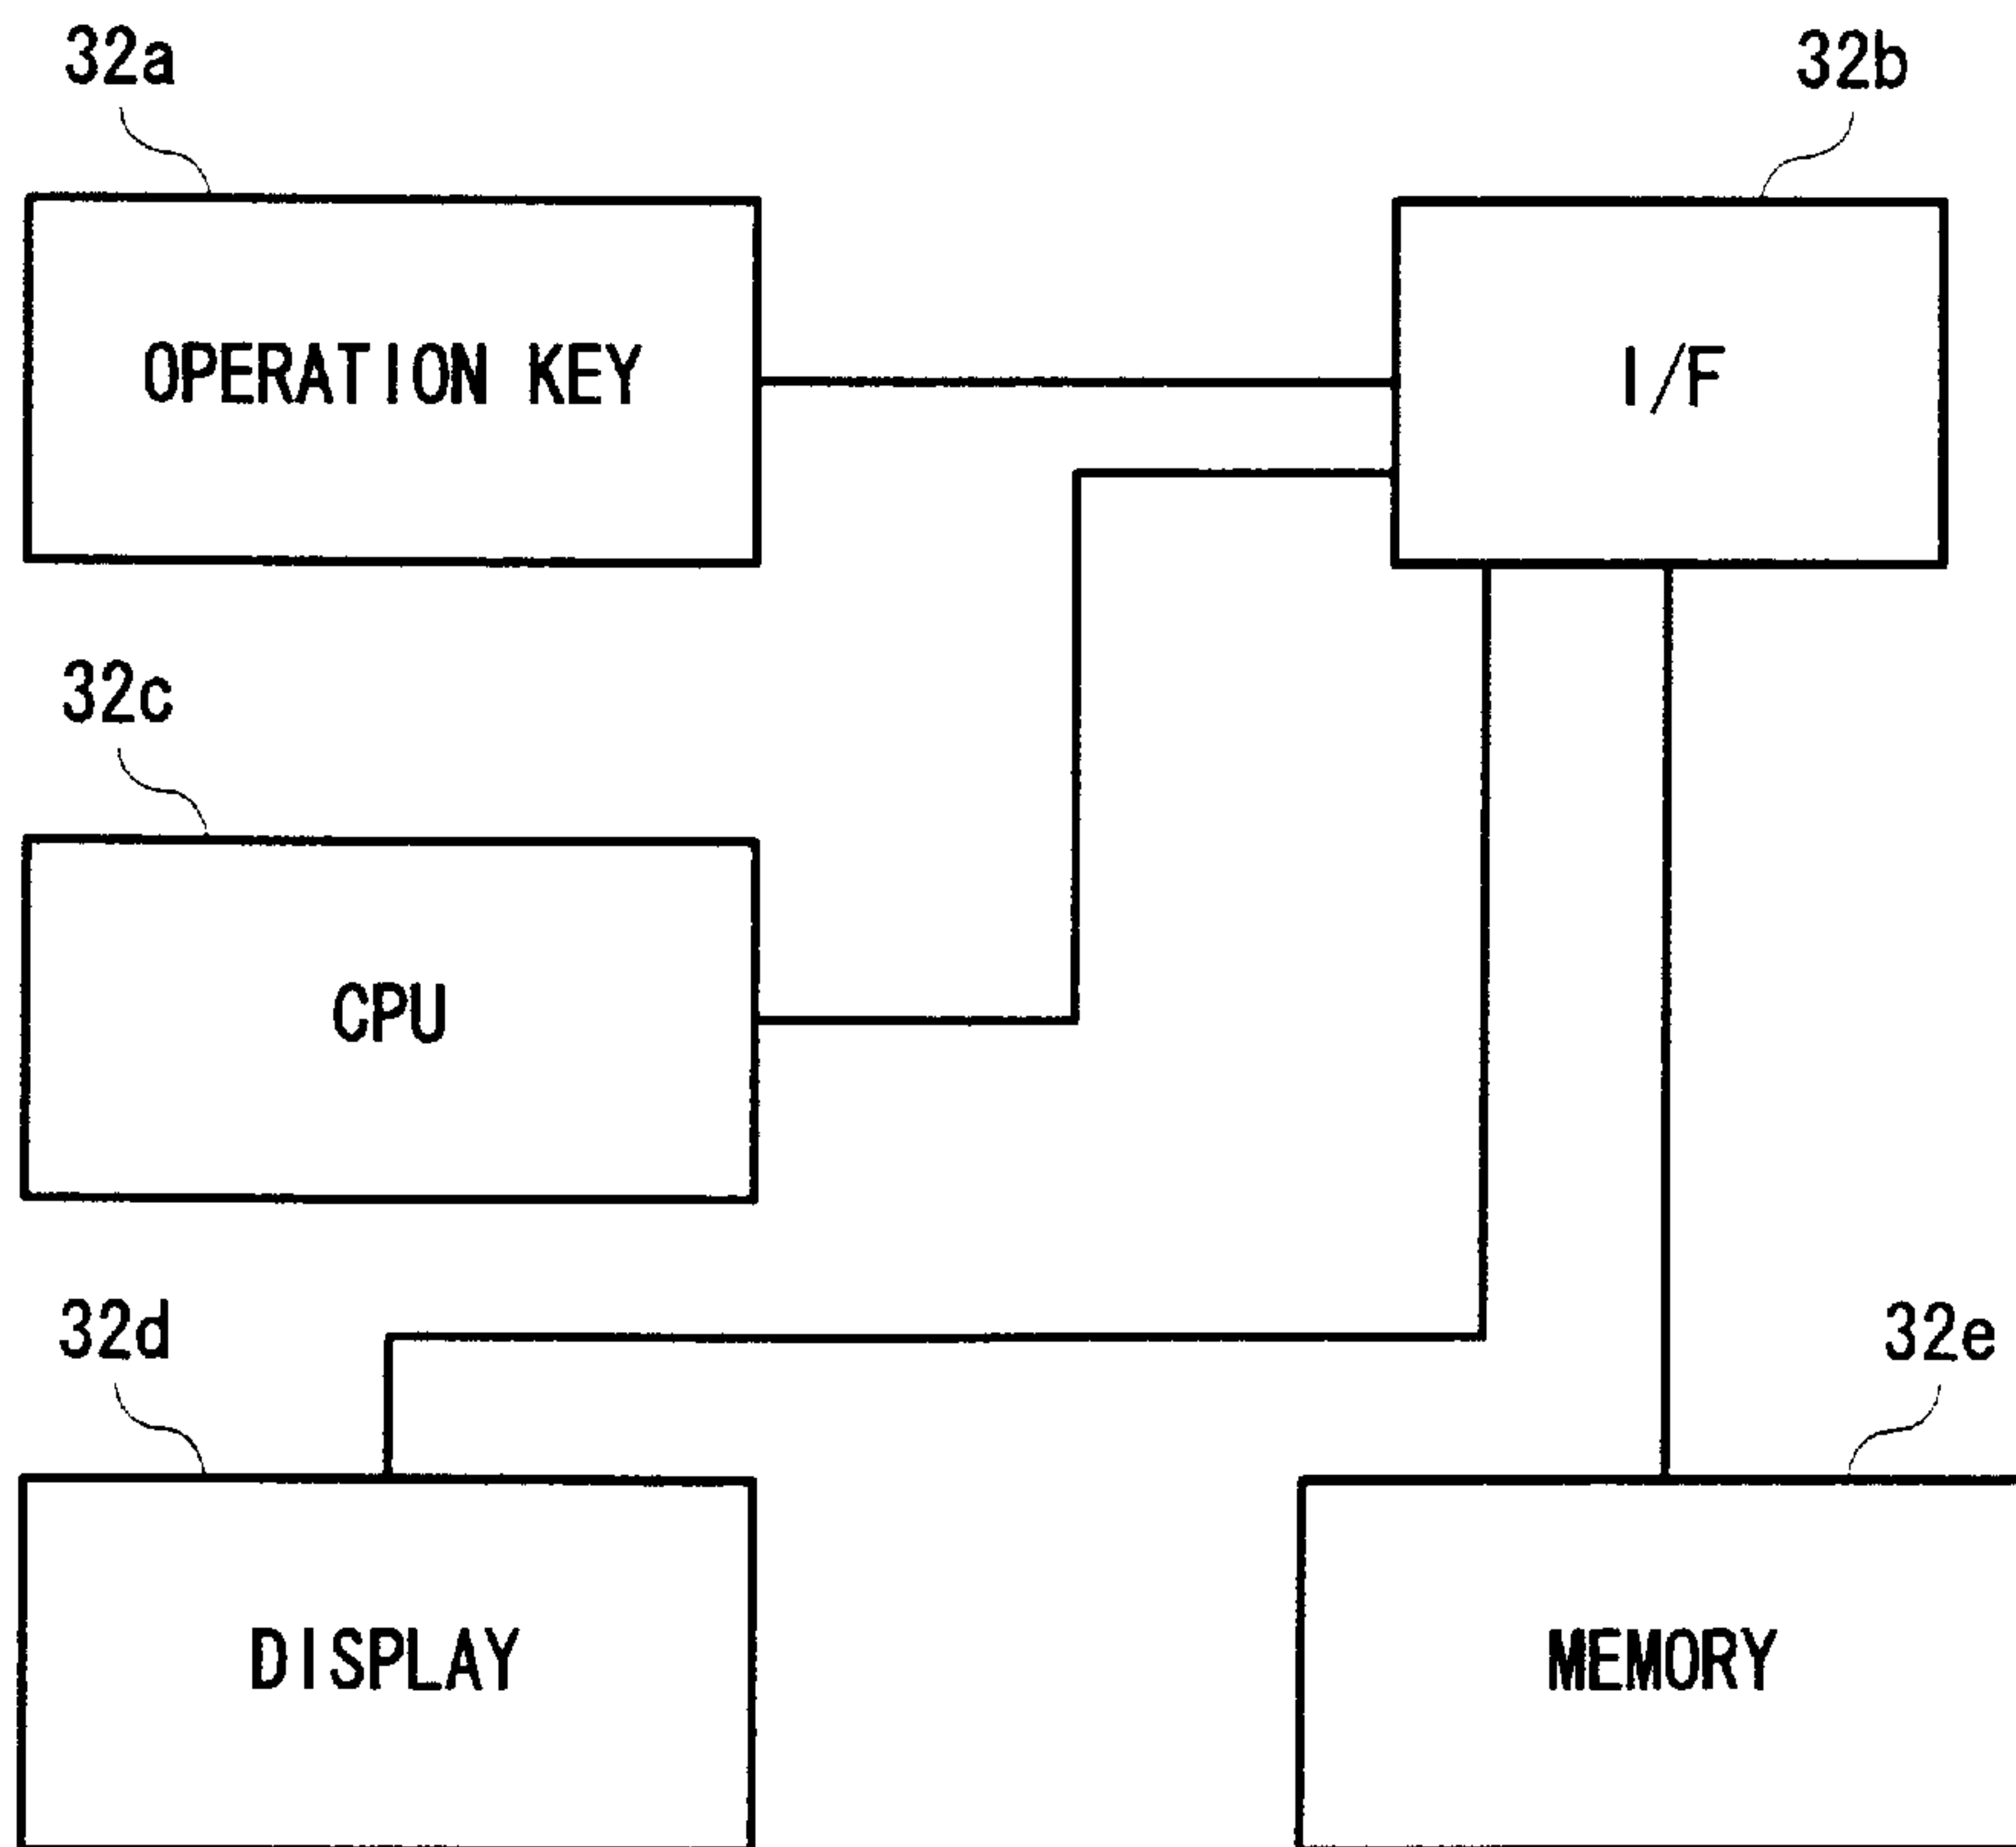 32a
32b
OPERATION KEY
I/F
32c
CPU
32d
32e
DISPLAY
MEMORY